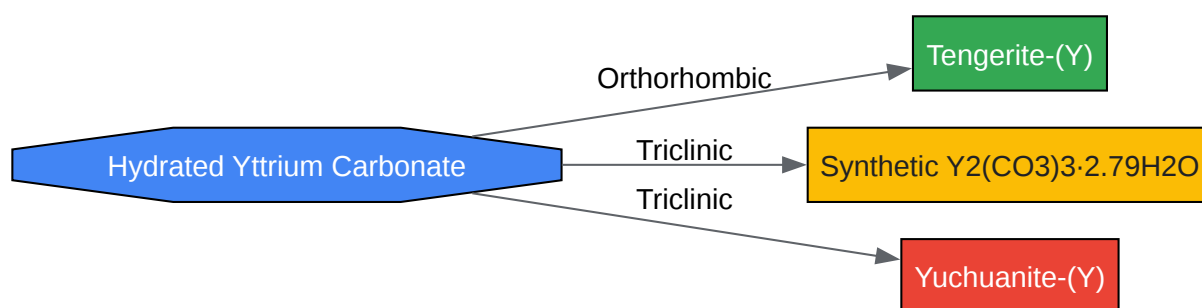 Tengerite-(Y)
Orthorhombic
Hydrated Yttrium Carbonate
Triclinic
Synthetic Y2(CO3)3·2.79H2O
Triclinic
Yuchuanite-(Y)